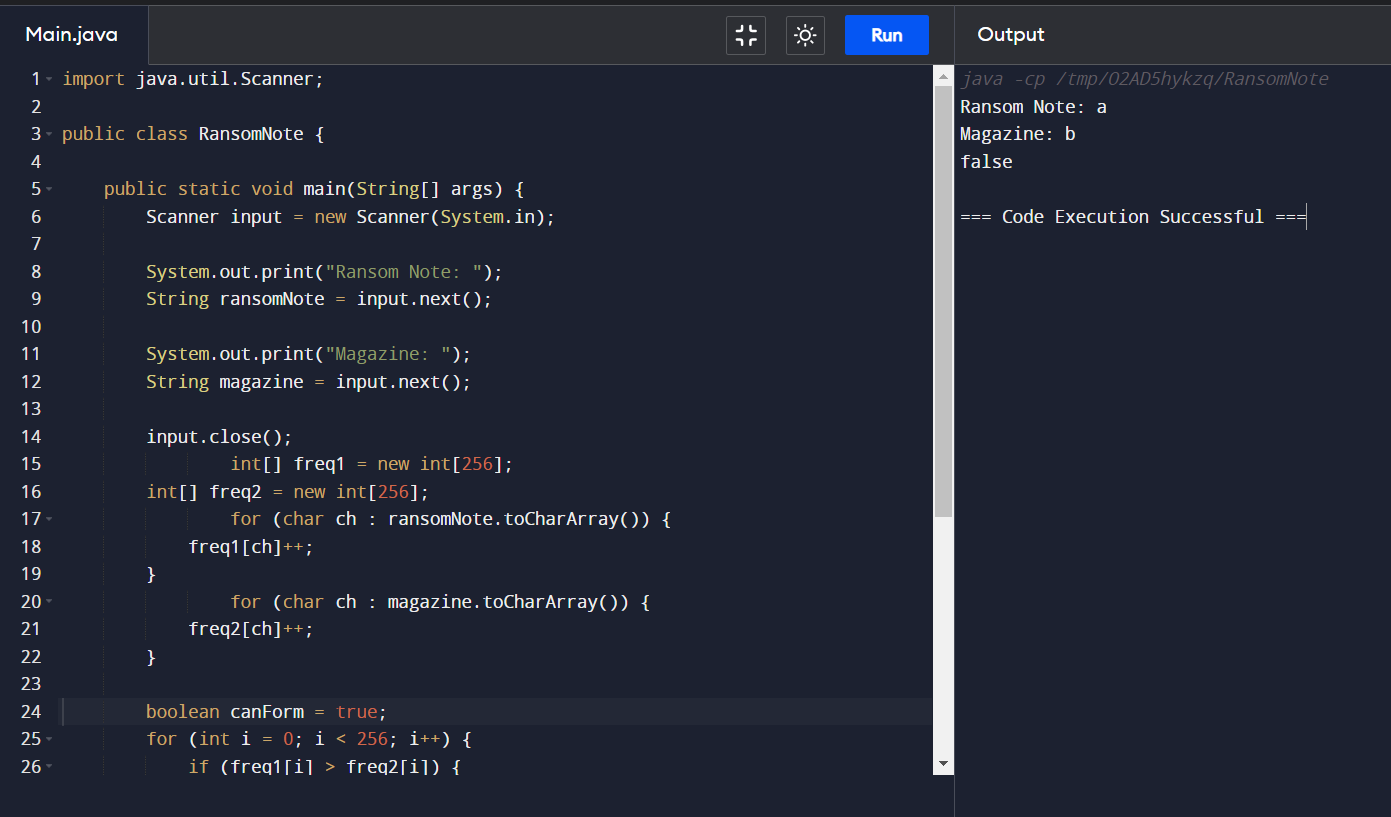 Main.java
Run
Output
1 import java.util.Scanner;
2
3 public class RansomNote {
4
5     public static void main(String[] args) {
6         Scanner input = new Scanner(System.in);
7
8         System.out.print("Ransom Note: ");
9         String ransomNote = input.next();
10
11         System.out.print("Magazine: ");
12         String magazine = input.next();
13
14         input.close();
15                 int[] freq1 = new int[256];
16         int[] freq2 = new int[256];
17                 for (char ch : ransomNote.toCharArray()) {
18             freq1[ch]++;
19         }
20                 for (char ch : magazine.toCharArray()) {
21             freq2[ch]++;
22         }
23
24         boolean canForm = true;
25         for (int i = 0; i < 256; i++) {
26             if (freq1[i] > freq2[i]) {
java -cp /tmp/O2AD5hykzq/RansomNote
Ransom Note: a
Magazine: b
false
=== Code Execution Successful ===